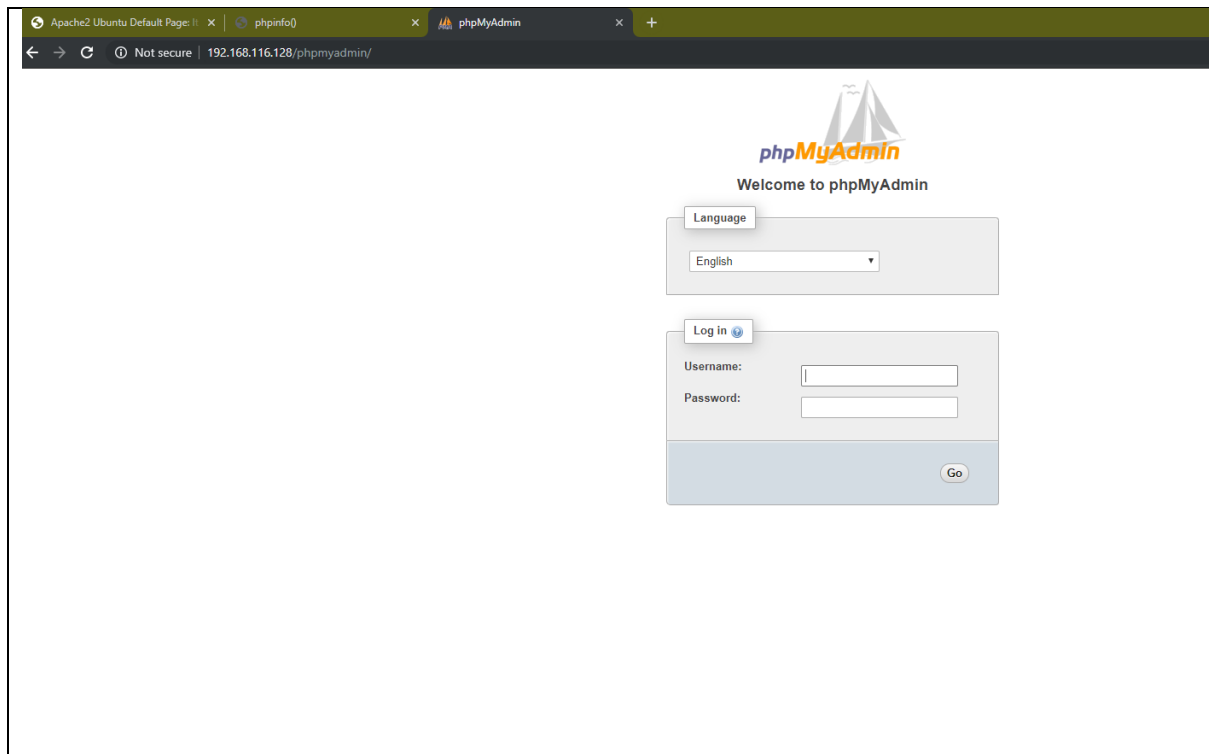 Apache2 Ubuntu Default Page: It
phpinfo()
phpMyAdmin
Not secure | 192.168.116.128/phpmyadmin/
phpMyAdmin
Welcome to phpMyAdmin
Language
English
Log in
Username:
Password:
Go